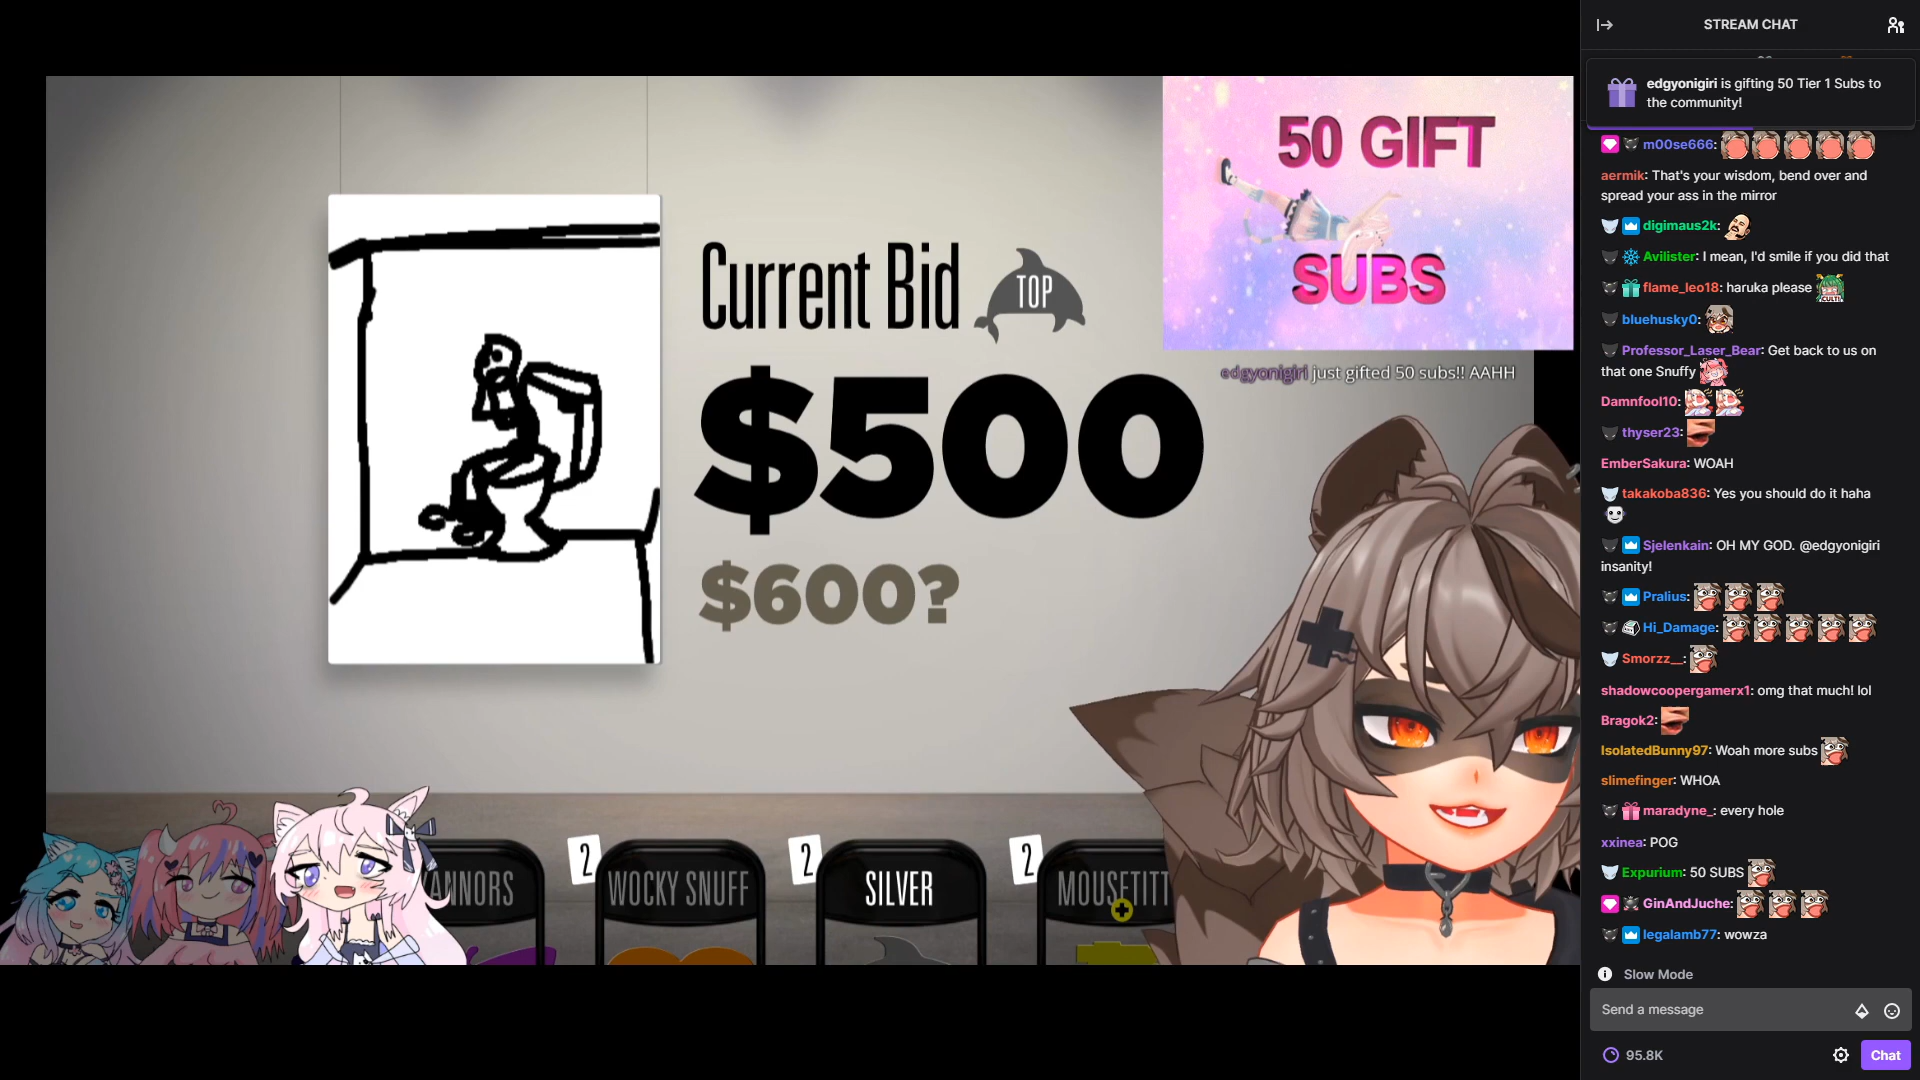 Current Bid
TOP
$500
$600?
50 GIFT
SUBS
edgyonigiri just gifted 50 subs!! AAHH
ANNORS
2
WOCKY SNUFF
2
SILVER
2
MOUSETITT
STREAM CHAT
edgyonigiri is gifting 50 Tier 1 Subs to
the community!
m00se666:
aermik: That's your wisdom, bend over and
spread your ass in the mirror
digimaus2k:
Avilister: I mean, I'd smile if you did that
flame_leo18: haruka please
CULT!
bluehusky0:
Professor_Laser_Bear: Get back to us on
that one Snuffy
Damnfool10:
thyser23:
EmberSakura: WOAH
takakoba836: Yes you should do it haha
Sjelenkain: OH MY GOD. @edgyonigiri
insanity!
Pralius:
Hi_Damage:
Smorzz__:
shadowcoopergamerx1: omg that much! lol
Bragok2:
IsolatedBunny97: Woah more subs
slimefinger: WHOA
maradyne_: every hole
xxinea: POG
Expurium: 50 SUBS
GinAndJuche:
legalamb77: wowza
Slow Mode
Send a message
95.8K
Chat